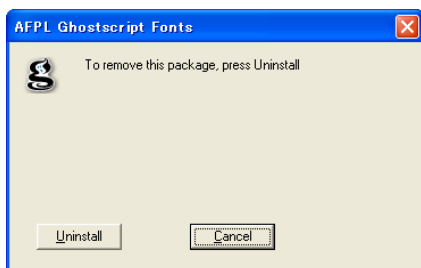 AFPL Ghostscript Fonts
To remove this package, press Uninstall
Uninstall
Cancel